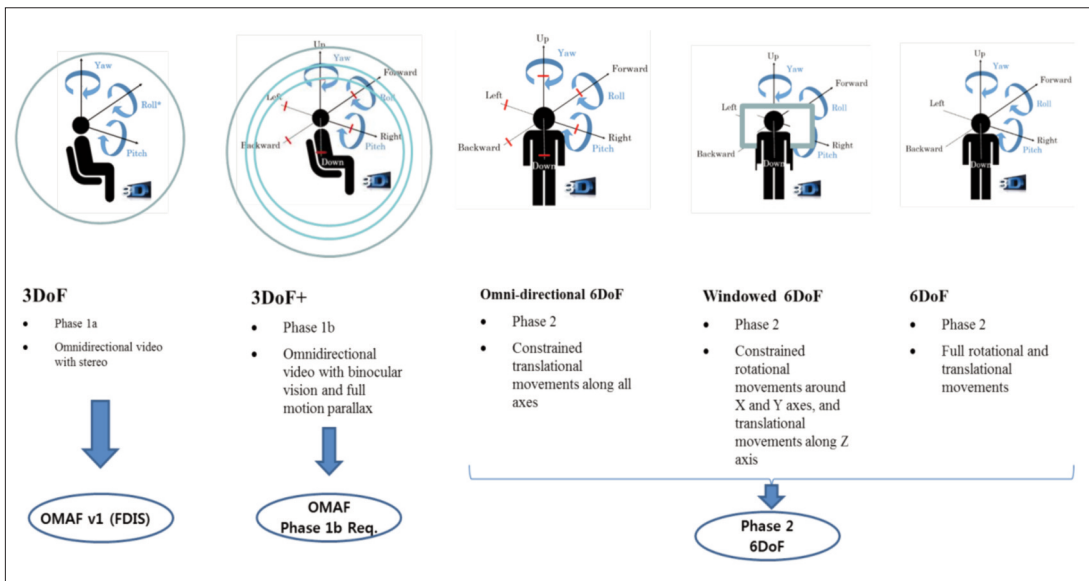 Yaw
Roll*
Pitch
Up
Yaw
Forward
Left
Roll
Backward
Right
Pitch
Down
Up
Yaw
Forward
Left
Roll
Right
Backward
Pitch
Down
Up
Yaw
Forward
Left
Roll
Backward
Right
Pitch
Down
Up
Yaw
Forward
Left
Roll
Right
Backward
Pitch
Down
3DoF
• Phase 1a
• Omnidirectional video
with stereo
OMAF v1 (FDIS)
3DoF+
• Phase 1b
• Omnidirectional
video with binocular
vision and full
motion parallax
OMAF
Phase 1b Req.
Omni-directional 6DoF
• Phase 2
• Constrained
translational
movements along all
axes
Windowed 6DoF
• Phase 2
• Constrained
rotational
movements around
X and Y axes, and
translational
movements along Z
axis
6DoF
• Phase 2
• Full rotational and
translational
movements
Phase 2
6DoF